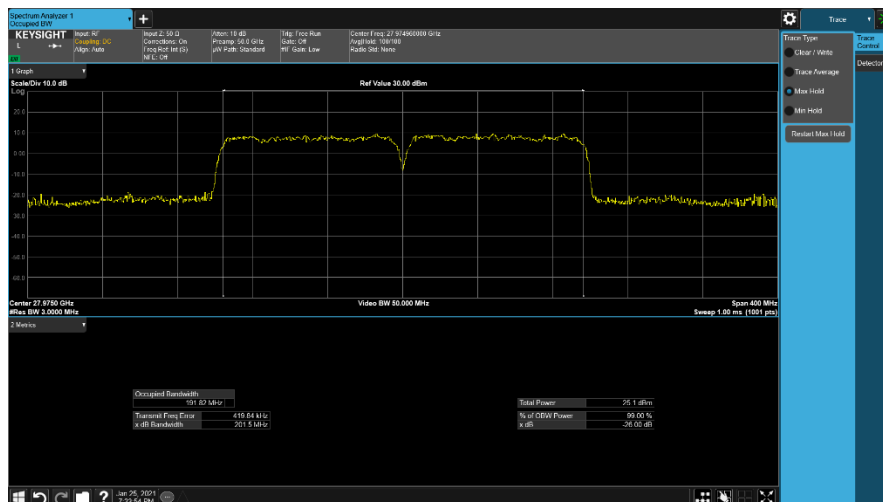 Spectrum Analyzer 1
Occupied BW
KEYSIGHT
L
Input: RF
Coupling: DC
Align: Auto
Input Z: 50 Ω
Corrections: On
Freq Ref: Int (S)
NFE: Off
Atten: 10 dB
Preamp: 50.0 GHz
µW Path: Standard
Trig: Free Run
Gate: Off
#IF Gain: Low
Center Freq: 27.974960000 GHz
Avg|Hold: 100/100
Radio Std: None
1 Graph
Scale/Div 10.0 dB
Ref Value 30.00 dBm
Log
20.0
10.0
0.00
-10.0
-20.0
-30.0
-40.0
-50.0
-60.0
Center 27.9750 GHz
#Res BW 3.0000 MHz
Video BW 50.000 MHz
Span 400 MHz
Sweep 1.00 ms (1001 pts)
2 Metrics
Occupied Bandwidth
191.82 MHz
Transmit Freq Error 419.84 kHz
x dB Bandwidth 201.5 MHz
Total Power 25.1 dBm
% of OBW Power 99.00 %
x dB -26.00 dB
Jan 25, 2021
7:23:54 PM
Trace
Trace Type
Clear / Write
Trace Average
Max Hold
Min Hold
Restart Max Hold
Trace
Control
Detector